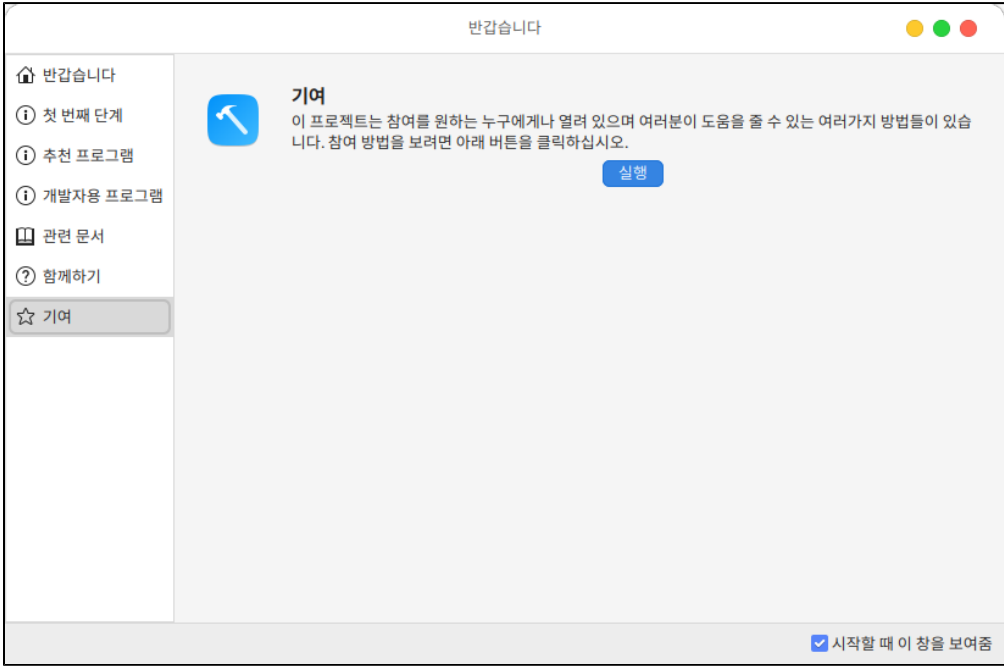 반갑습니다
반갑습니다
첫 번째 단계
추천 프로그램
개발자용 프로그램
관련 문서
함께하기
기여
기여
이 프로젝트는 참여를 원하는 누구에게나 열려 있으며 여러분이 도움을 줄 수 있는 여러가지 방법들이 있습
니다. 참여 방법을 보려면 아래 버튼을 클릭하십시오.
실행
시작할 때 이 창을 보여줌